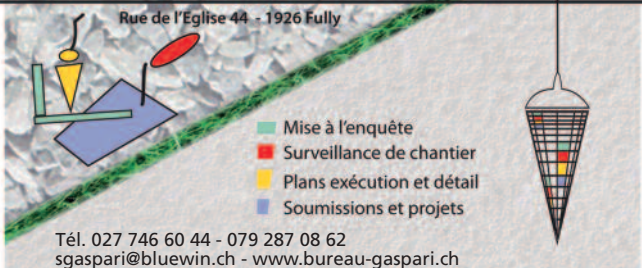 Rue de l'Eglise 44 - 1926 Fully
Mise à l'enquête
Surveillance de chantier
Plans exécution et détail
Soumissions et projets
Tél. 027 746 60 44 - 079 287 08 62
sgaspari@bluewin.ch - www.bureau-gaspari.ch